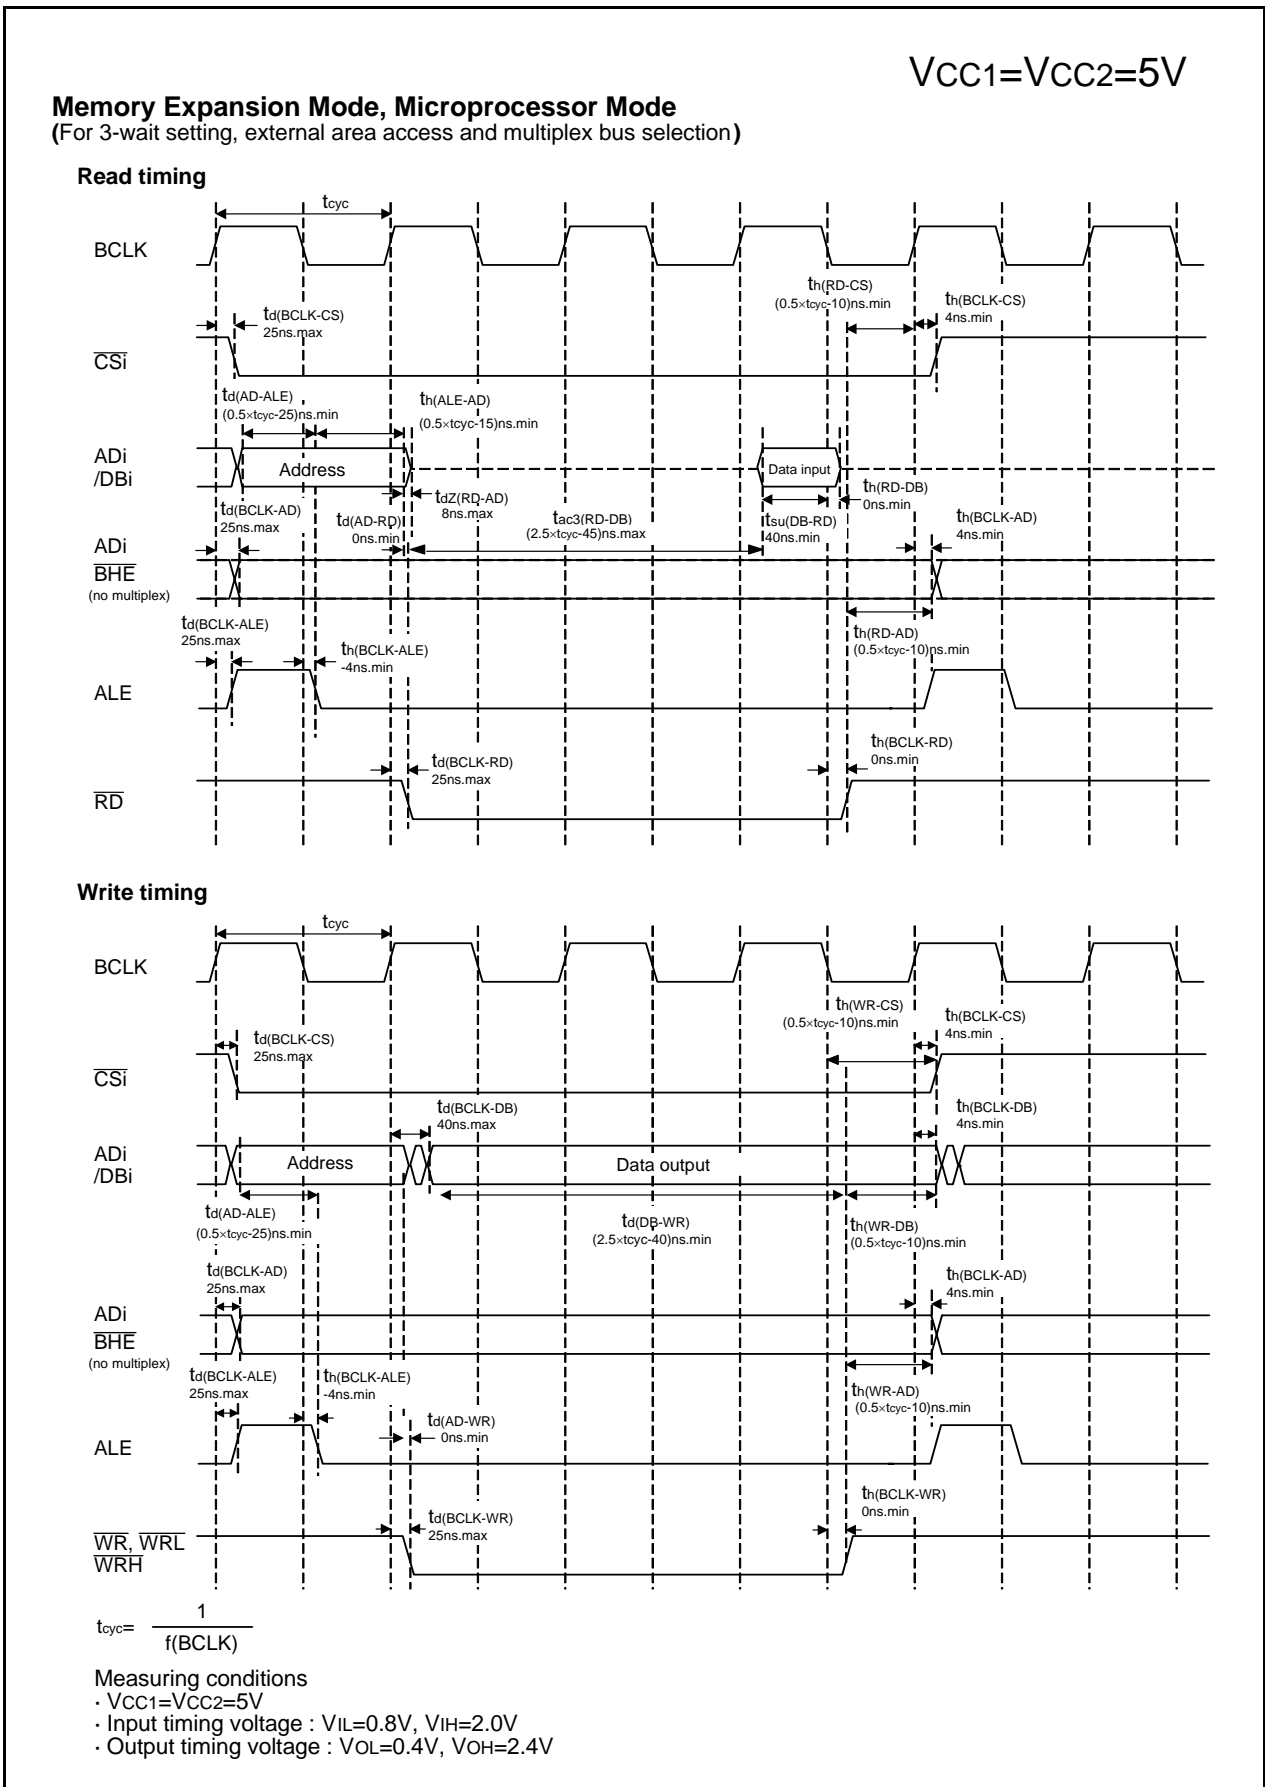 VCC1=VCC2=5V
Memory Expansion Mode, Microprocessor Mode
(For 3-wait setting, external area access and multiplex bus selection)
Read timing
tcyc
BCLK
th(RD-CS)
(0.5×tcyc-10)ns.min
th(BCLK-CS)
4ns.min
td(BCLK-CS)
25ns.max
CSi
td(AD-ALE)
(0.5×tcyc-25)ns.min
th(ALE-AD)
(0.5×tcyc-15)ns.min
ADi
/DBi
Address
Data input
th(RD-DB)
0ns.min
td(BCLK-AD)
25ns.max
tdZ(RD-AD)
8ns.max
td(AD-RD)
0ns.min
tac3(RD-DB)
(2.5×tcyc-45)ns.max
tsu(DB-RD)
40ns.min
th(BCLK-AD)
4ns.min
ADi
BHE
(no multiplex)
td(BCLK-ALE)
25ns.max
th(BCLK-ALE)
-4ns.min
th(RD-AD)
(0.5×tcyc-10)ns.min
ALE
td(BCLK-RD)
25ns.max
th(BCLK-RD)
0ns.min
RD
Write timing
tcyc
BCLK
th(WR-CS)
(0.5×tcyc-10)ns.min
th(BCLK-CS)
4ns.min
td(BCLK-CS)
25ns.max
CSi
td(BCLK-DB)
40ns.max
th(BCLK-DB)
4ns.min
ADi
/DBi
Address
Data output
td(AD-ALE)
(0.5×tcyc-25)ns.min
td(DB-WR)
(2.5×tcyc-40)ns.min
th(WR-DB)
(0.5×tcyc-10)ns.min
td(BCLK-AD)
25ns.max
th(BCLK-AD)
4ns.min
ADi
BHE
(no multiplex)
td(BCLK-ALE)
25ns.max
th(BCLK-ALE)
-4ns.min
th(WR-AD)
(0.5×tcyc-10)ns.min
td(AD-WR)
0ns.min
ALE
td(BCLK-WR)
25ns.max
th(BCLK-WR)
0ns.min
WR, WRL
WRH
tcyc= 1
f(BCLK)
Measuring conditions
· VCC1=VCC2=5V
· Input timing voltage : VIL=0.8V, VIH=2.0V
· Output timing voltage : VOL=0.4V, VOH=2.4V